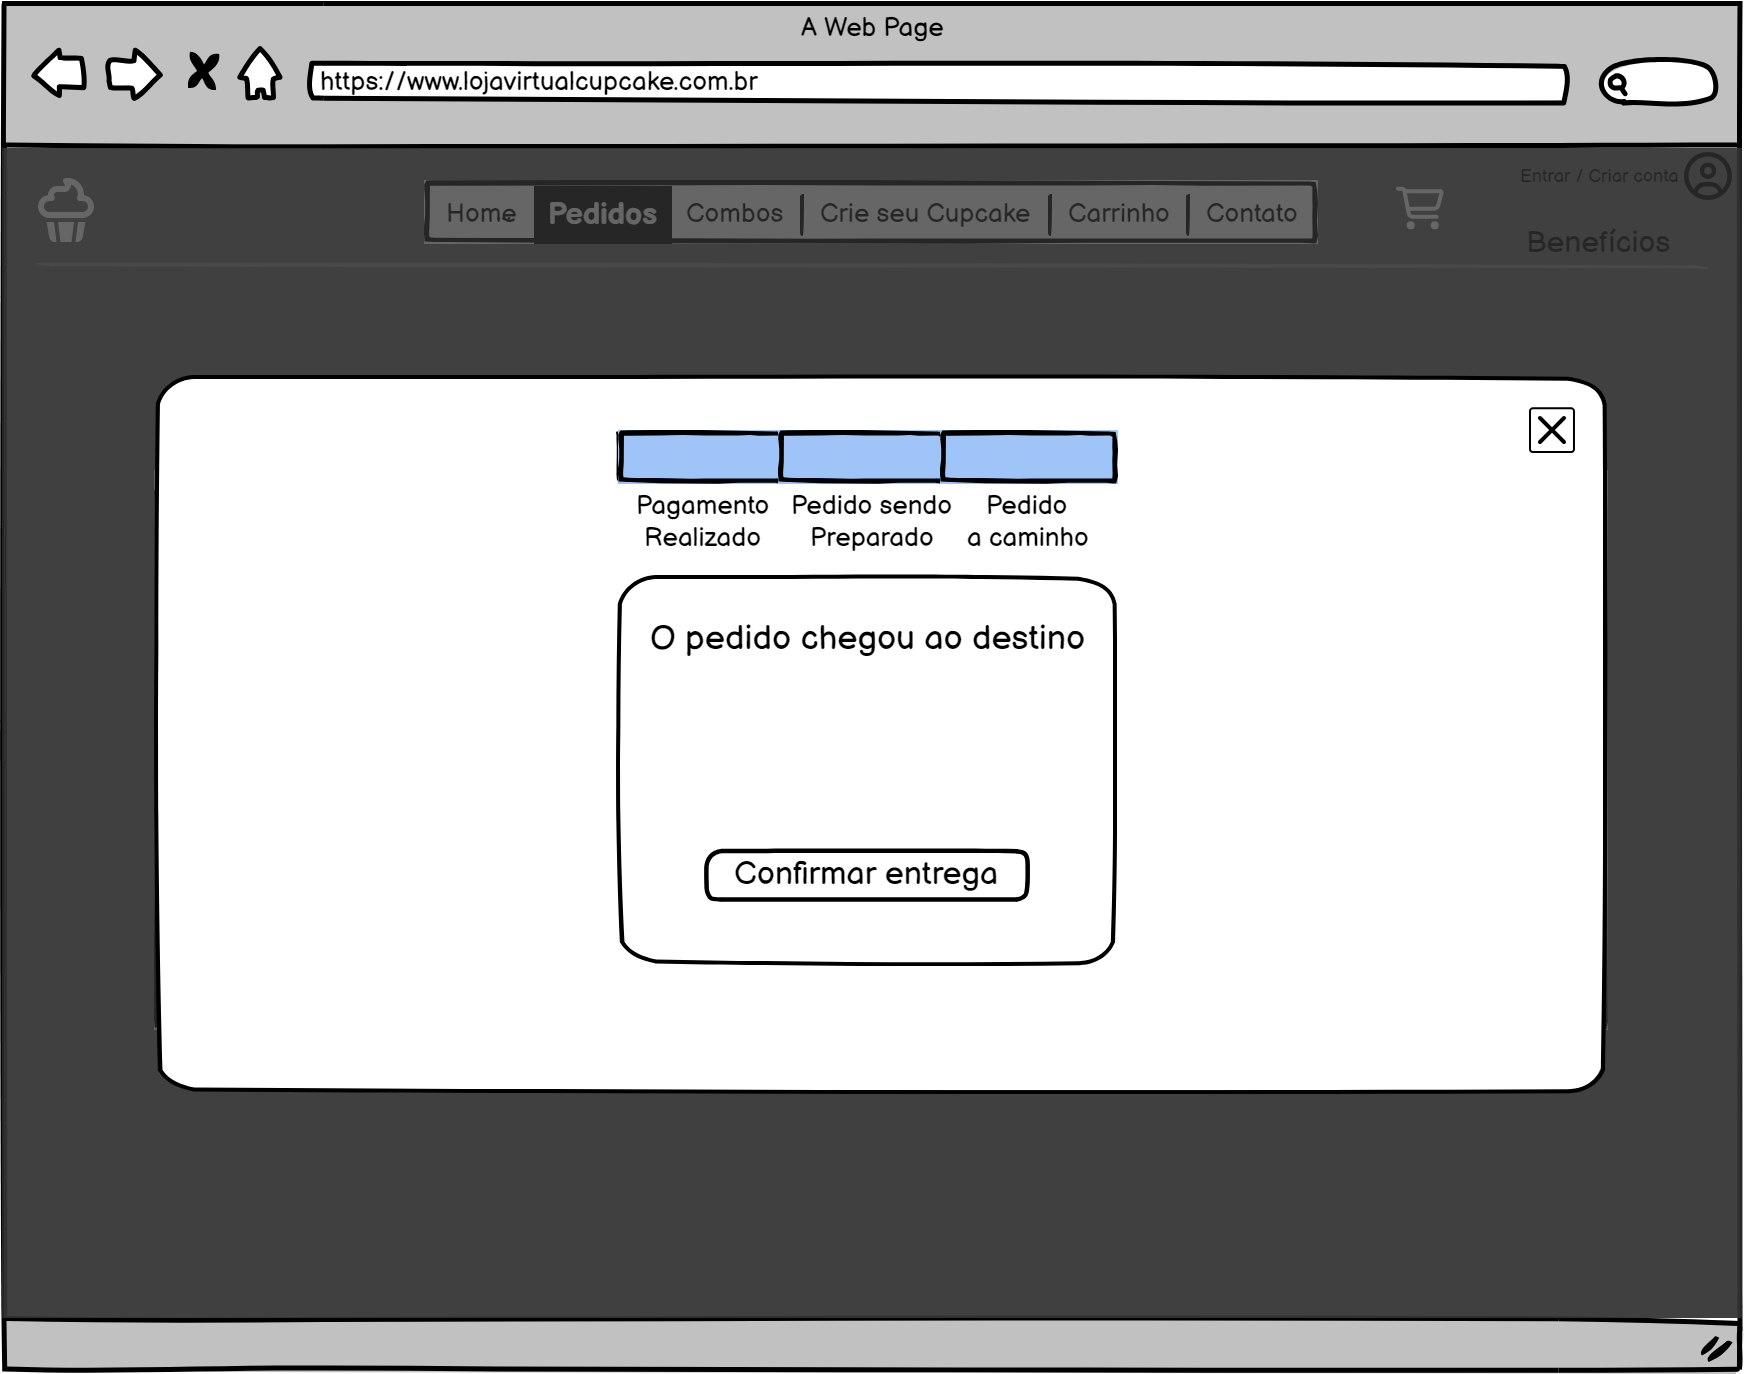 A Web Page
https://www.lojavirtualcupcake.com.br
Entrar / Criar conta
Home Pedidos Combos Crie seu Cupcake Carrinho Contato
Benefícios
Pagamento Realizado
Pedido sendo Preparado
Pedido a caminho
O pedido chegou ao destino
Confirmar entrega